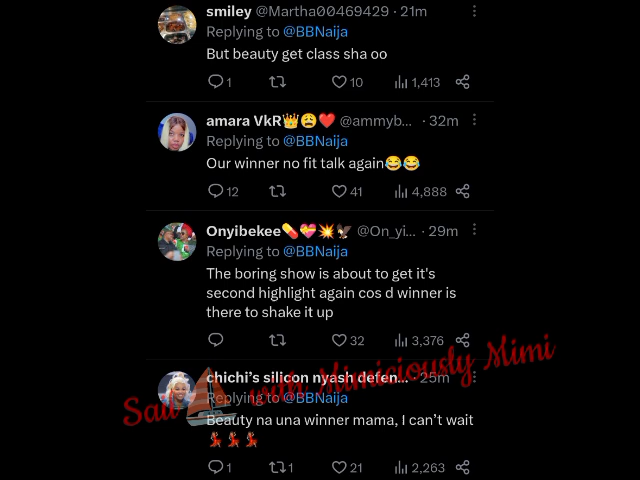 smiley @Martha00469429 · 21m
Replying to @BBNaija
But beauty get class sha oo
1 10 1,413
amara VkR👑😩❤️ @ammyb... · 32m
Replying to @BBNaija
Our winner no fit talk again😂😂
12 41 4,888
Onyibekee💊💝💥🦅 @On_yi... · 29m
Replying to @BBNaija
The boring show is about to get it's
second highlight again cos d winner is
there to shake it up
32 3,376
chichi's silicon nyash defen... · 25m
Replying to @BBNaija
Beauty na una winner mama, I can't wait
💃💃💃
1 1 21 2,263
Sail with Mimiciously Mimi